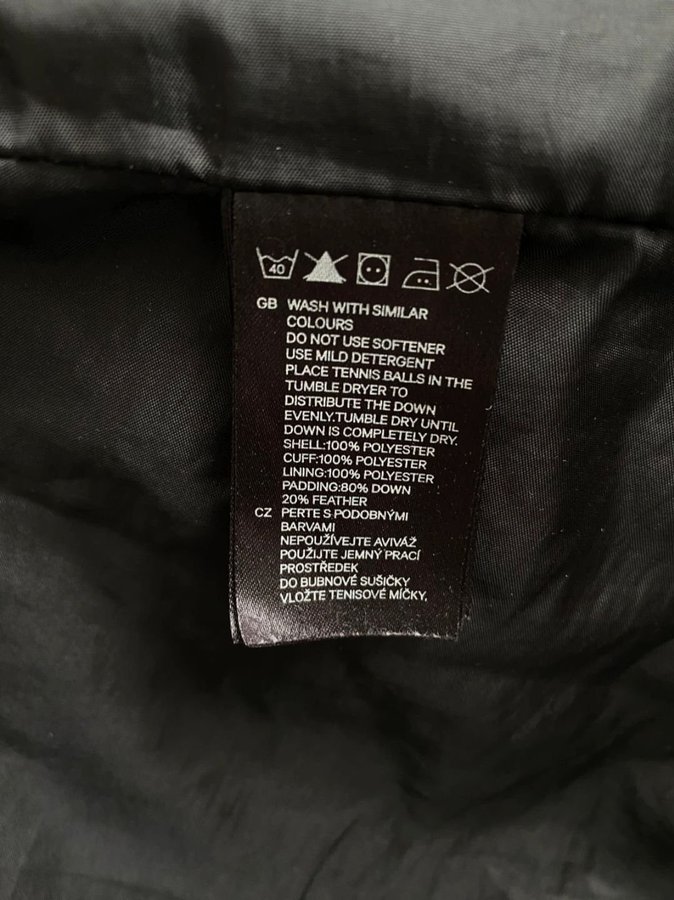 40
GB WASH WITH SIMILAR
COLOURS
DO NOT USE SOFTENER
USE MILD DETERGENT
PLACE TENNIS BALLS IN THE
TUMBLE DRYER TO
DISTRIBUTE THE DOWN
EVENLY.TUMBLE DRY UNTIL
DOWN IS COMPLETELY DRY.
SHELL:100% POLYESTER
CUFF:100% POLYESTER
LINING:100% POLYESTER
PADDING:80% DOWN
20% FEATHER
CZ PERTE S PODOBNÝMI
BARVAMI
NEPOUŽÍVEJTE AVIVÁŽ
POUŽIJTE JEMNÝ PRACÍ
PROSTŘEDEK
DO BUBNOVÉ SUŠIČKY
VLOŽTE TENISOVÉ MÍČKY,